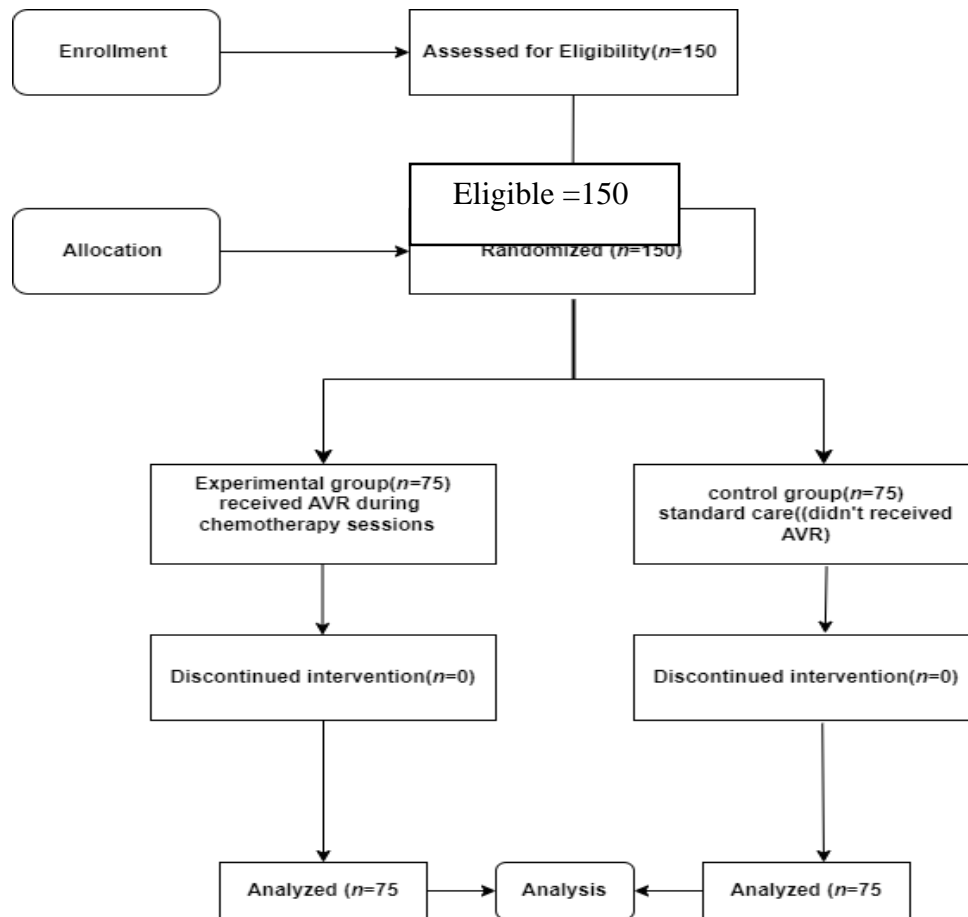 Enrollment
Assessed for Eligibility(n=150
Eligible =150
Allocation
Randomized (n=150)
Experimental group(n=75)
received AVR during
chemotherapy sessions
control group(n=75)
standard care((didn't received
AVR)
Discontinued intervention(n=0)
Discontinued intervention(n=0)
Analyzed (n=75
Analysis
Analyzed (n=75